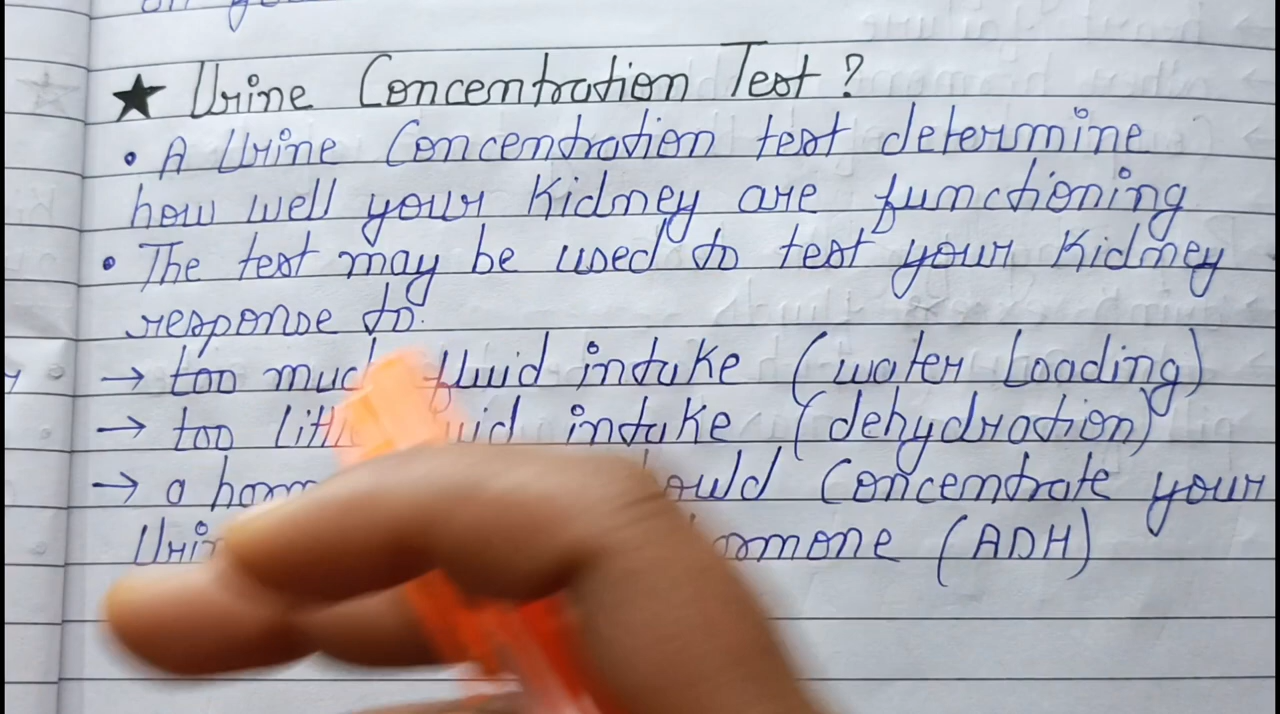 ★ Urine Concentration Test ?
• A Urine Concentration test determine
how well your Kidney are functioning
• The test may be used to test your Kidney
response to:
→ too much fluid intake (water Loading)
→ too intake (dehydration)
→ a Concentrate your
(ADH)